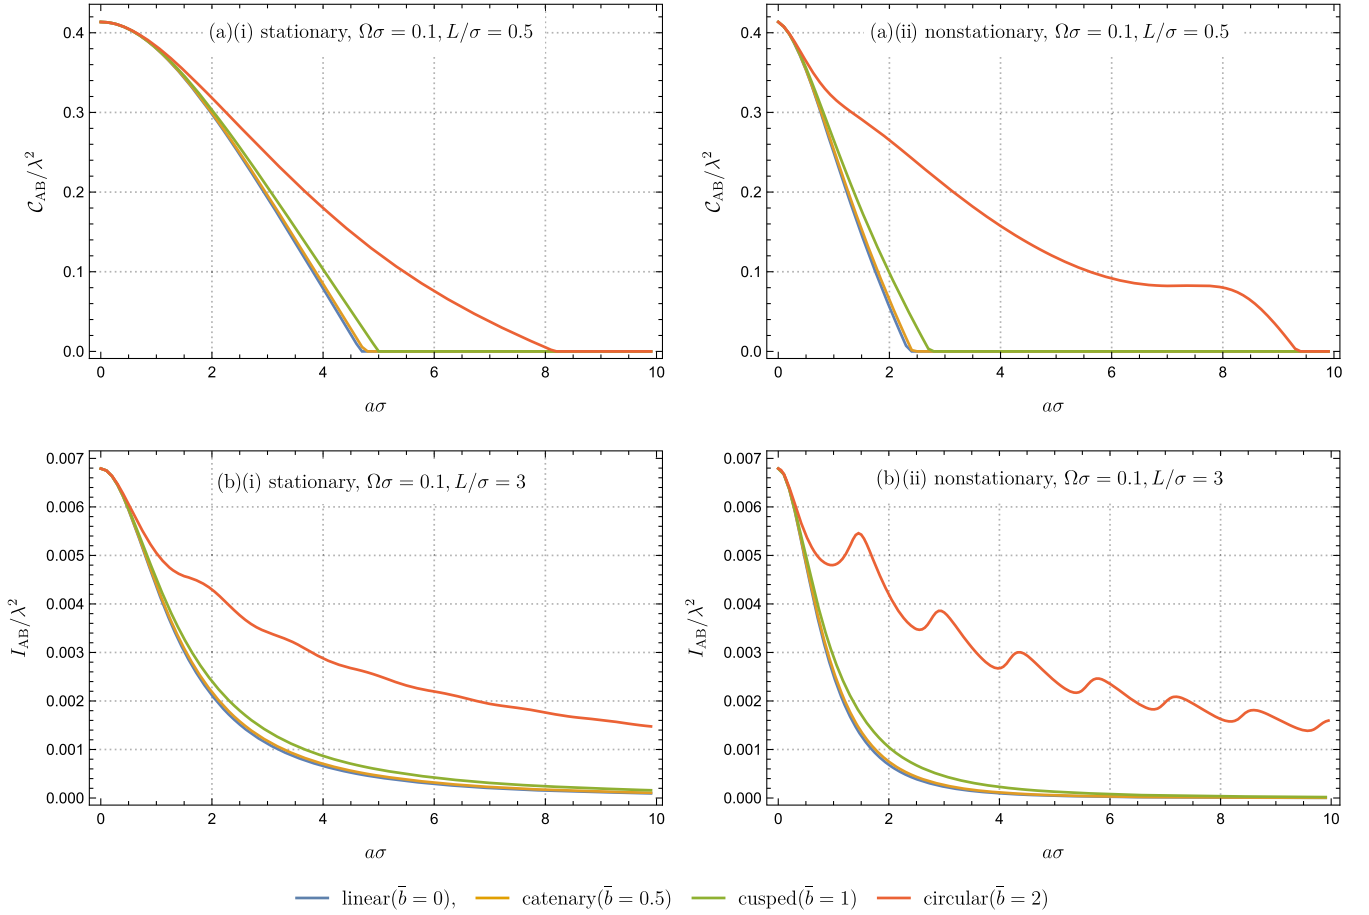 (a)(i) stationary, Ωσ = 0.1, L/σ = 0.5
0.4
0.3
0.2
0.1
0.0
C_AB/λ²
0 2 4 6 8 10
aσ
(a)(ii) nonstationary, Ωσ = 0.1, L/σ = 0.5
0.4
0.3
0.2
0.1
0.0
C_AB/λ²
0 2 4 6 8 10
aσ
(b)(i) stationary, Ωσ = 0.1, L/σ = 3
0.007
0.006
0.005
0.004
0.003
0.002
0.001
0.000
I_AB/λ²
0 2 4 6 8 10
aσ
(b)(ii) nonstationary, Ωσ = 0.1, L/σ = 3
0.007
0.006
0.005
0.004
0.003
0.002
0.001
0.000
I_AB/λ²
0 2 4 6 8 10
aσ
linear(b̅ = 0), catenary(b̅ = 0.5) cusped(b̅ = 1) circular(b̅ = 2)